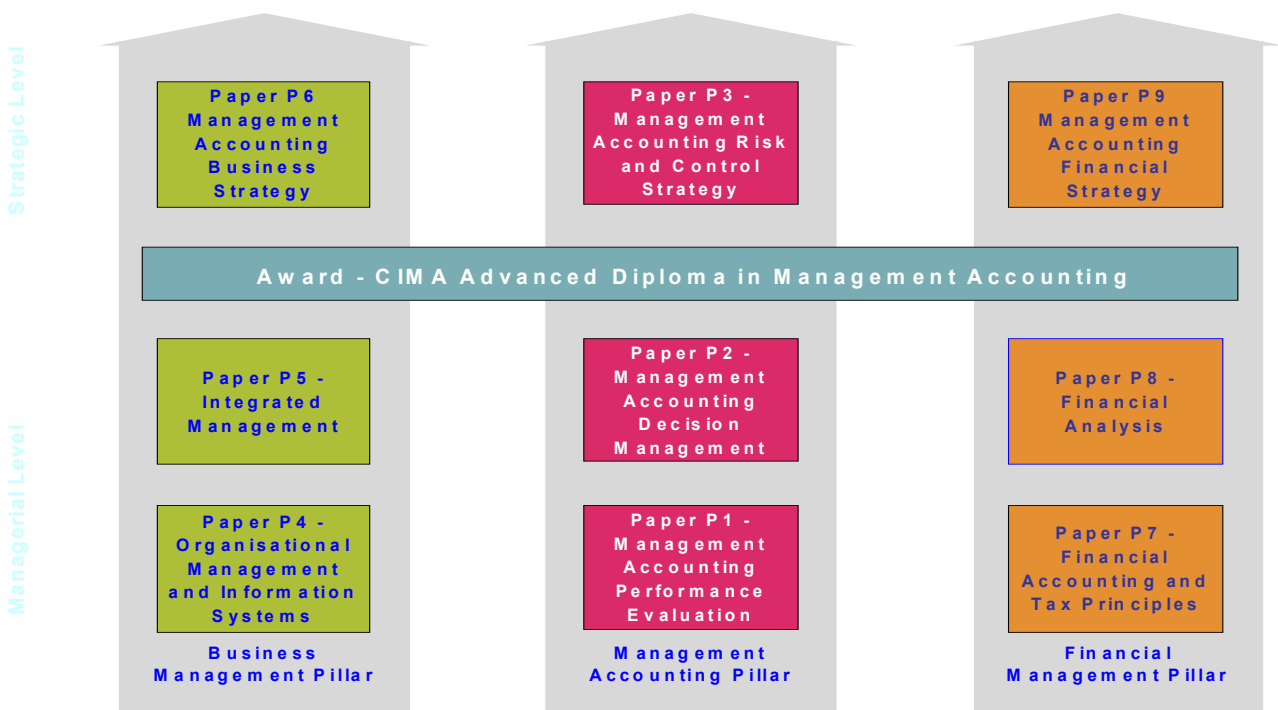 Strategic Level
Paper P6
Management
Accounting
Business
Strategy
Paper P3 -
Management
Accounting Risk
and Control
Strategy
Paper P9
Management
Accounting
Financial
Strategy
Award - CIMA Advanced Diploma in Management Accounting
Managerial Level
Paper P5 -
Integrated
Management
Paper P2 -
Management
Accounting
Decision
Management
Paper P8 -
Financial
Analysis
Paper P4 -
Organisational
Management
and Information
Systems
Paper P1 -
Management
Accounting
Performance
Evaluation
Paper P7 -
Financial
Accounting and
Tax Principles
Business
Management Pillar
Management
Accounting Pillar
Financial
Management Pillar